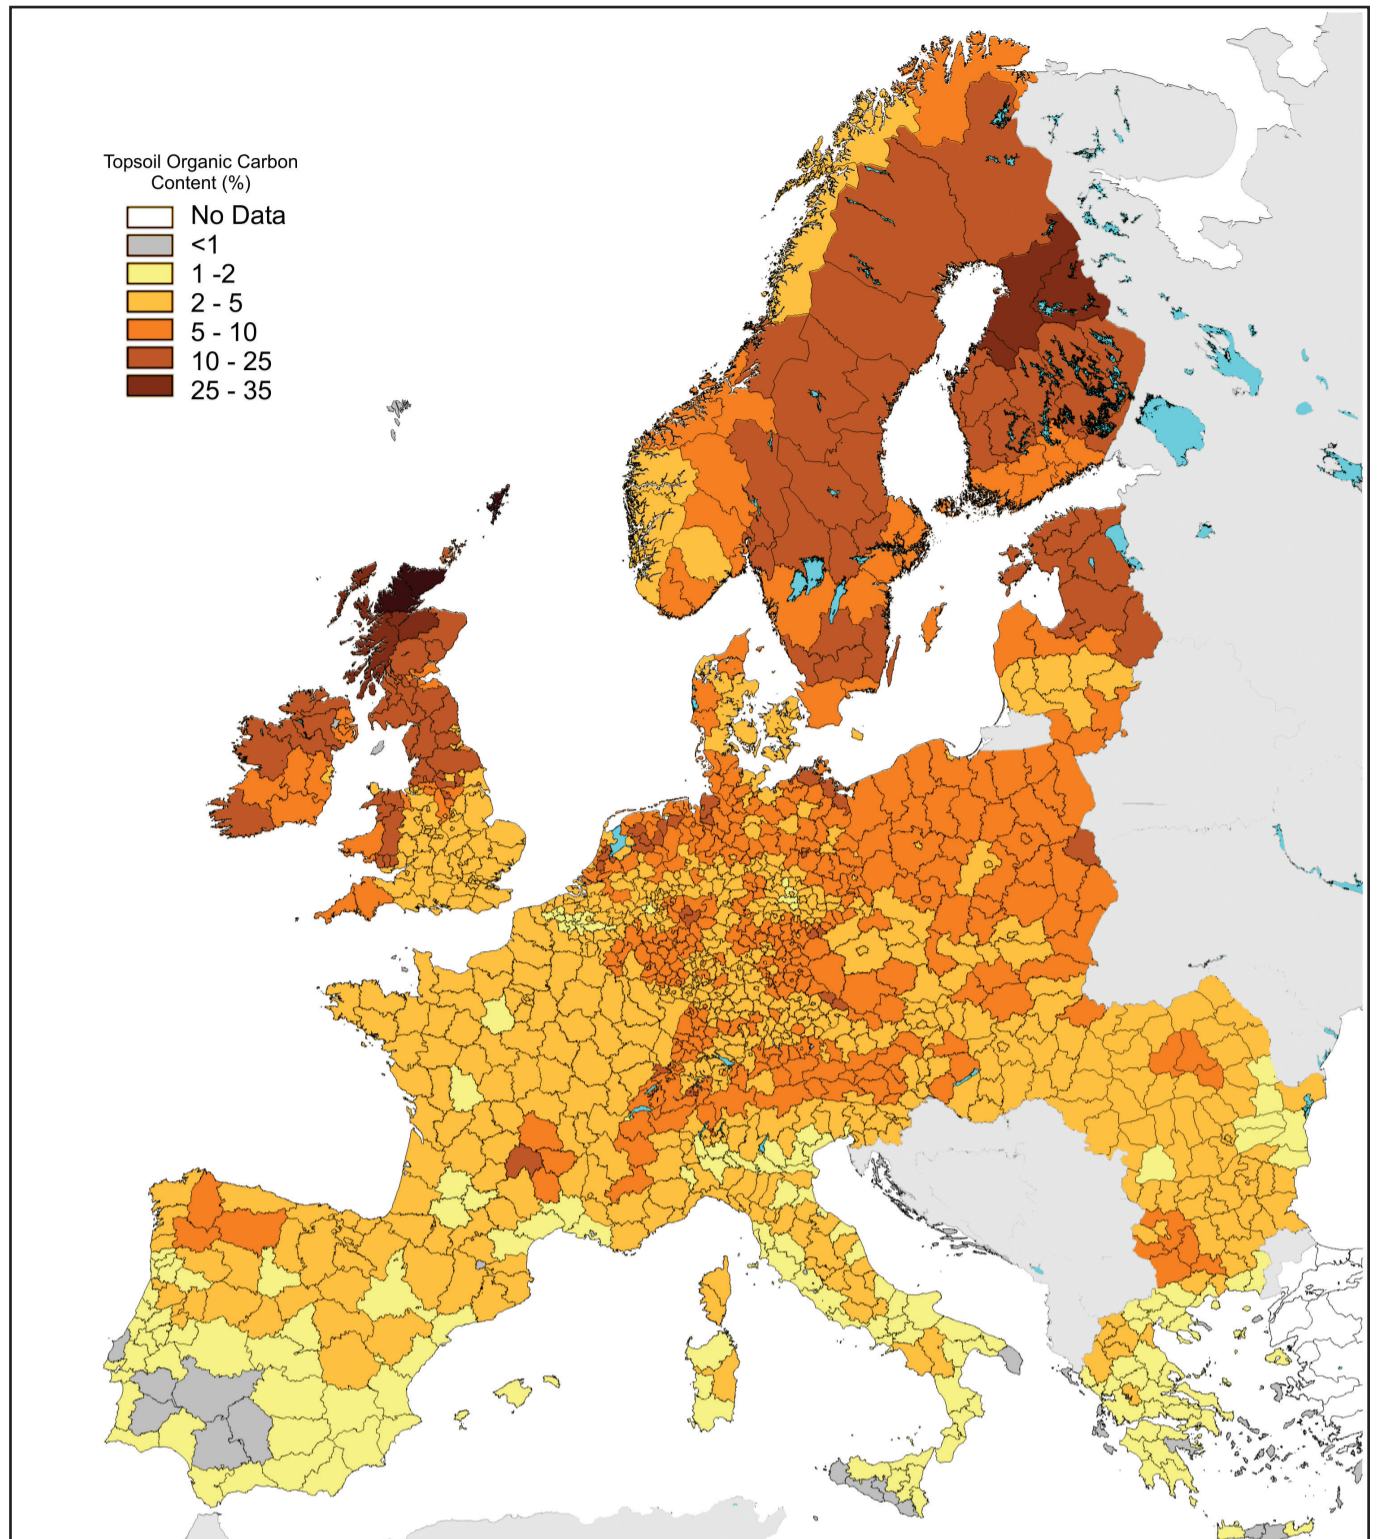 Topsoil Organic Carbon
Content (%)
No Data
<1
1 -2
2 - 5
5 - 10
10 - 25
25 - 35